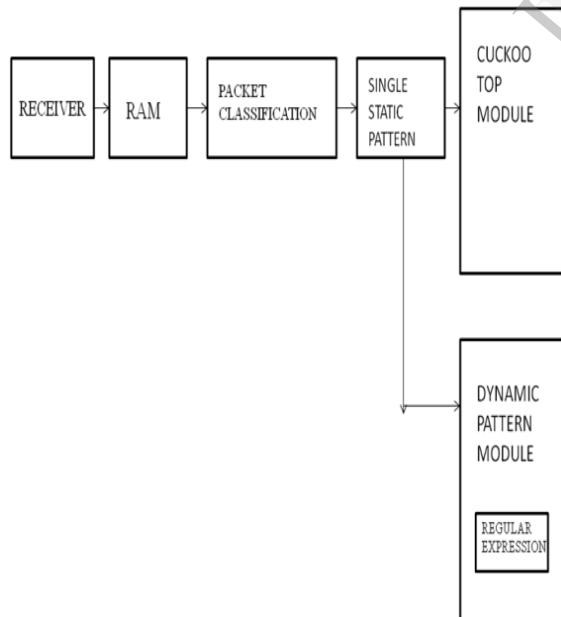 RECEIVER
RAM
PACKET
CLASSIFICATION
SINGLE
STATIC
PATTERN
CUCKOO
TOP
MODULE
DYNAMIC
PATTERN
MODULE
REGULAR
EXPRESSION